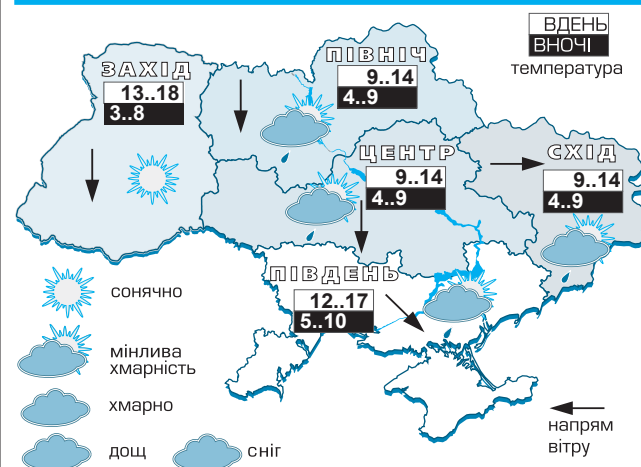 ВДЕНЬ
ВНОЧІ
температура
ПІВНІЧ
9..14
4..9
ЗАХІД
13..18
3..8
ЦЕНТР
9..14
4..9
СХІД
9..14
4..9
ПІВДЕНЬ
12..17
5..10
сонячно
мінлива
хмарність
хмарно
дощ
сніг
напрям
вітру